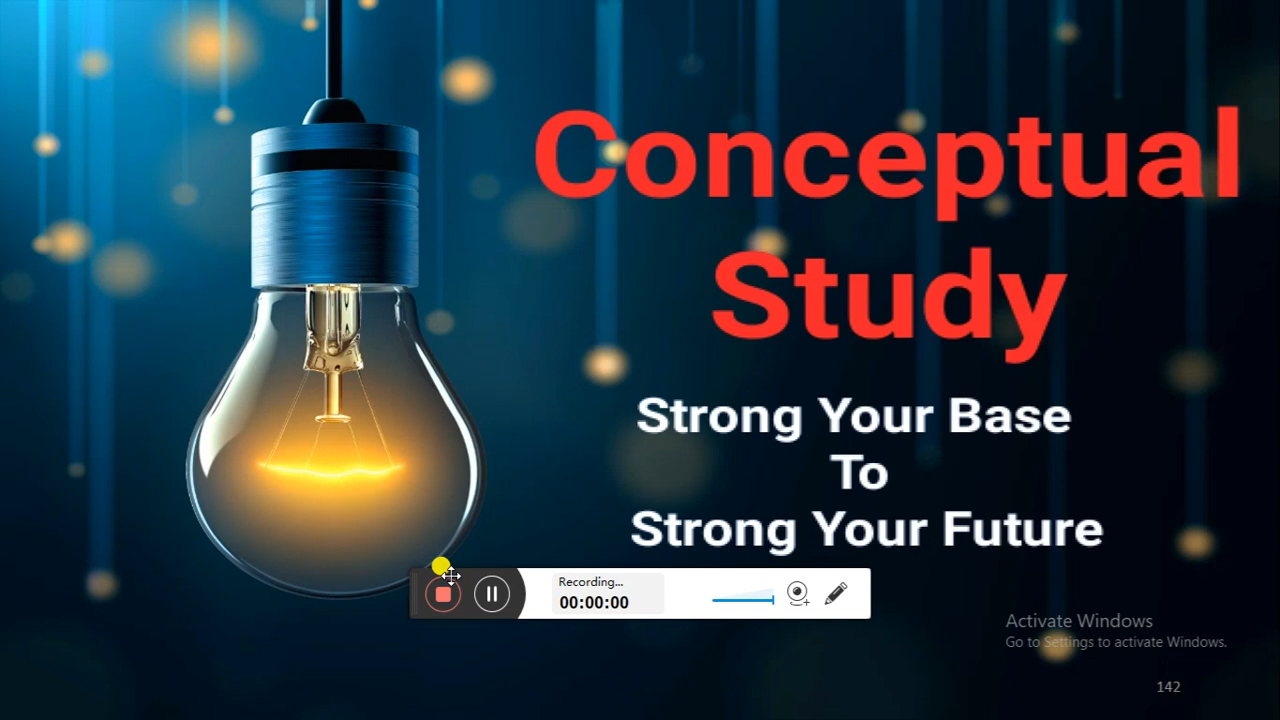 Conceptual
Study
Strong Your Base
To
Strong Your Future
Recording...
00:00:00
Activate Windows
Go to Settings to activate Windows.
142